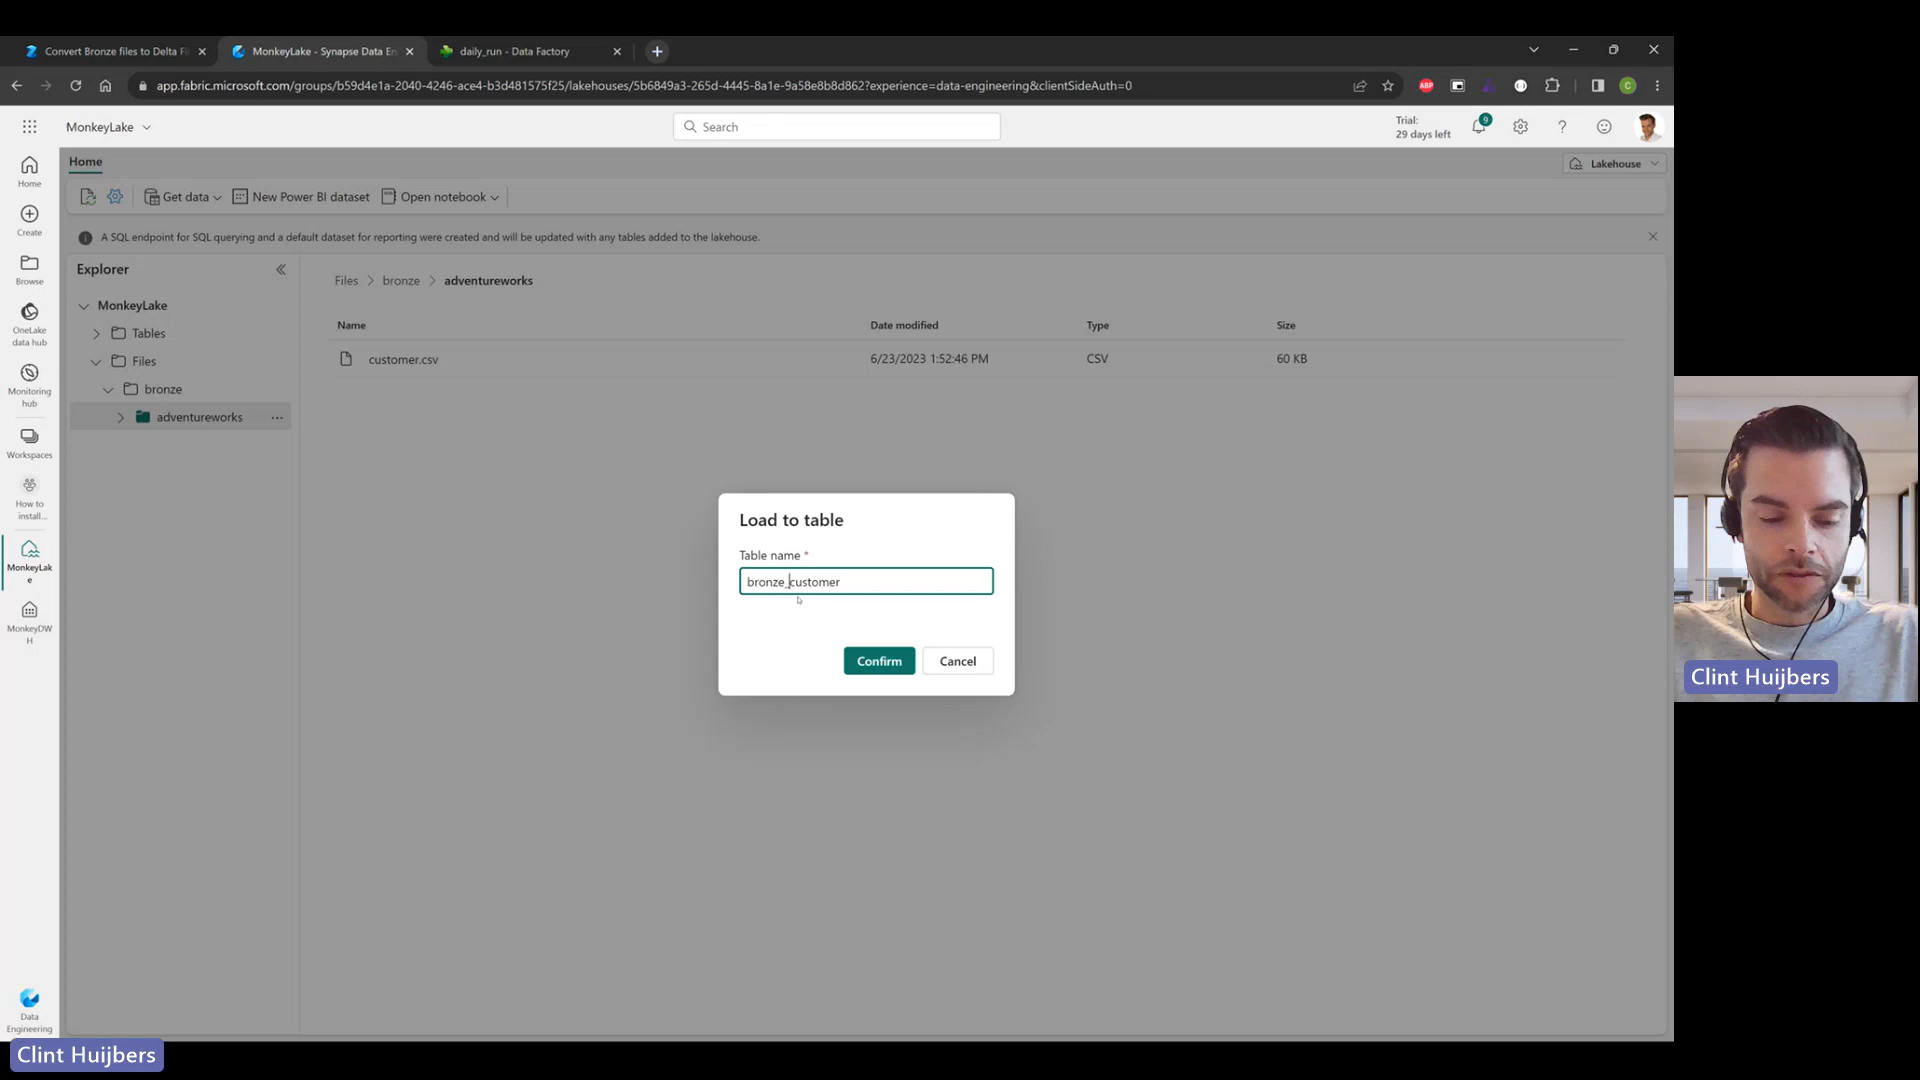 Convert Bronze files to Delta Fi
MonkeyLake - Synapse Data En
daily_run - Data Factory
app.fabric.microsoft.com/groups/b59d4e1a-2040-4246-ace4-b3d481575f25/lakehouses/5b6849a3-265d-4445-8a1e-9a58e8b8d862?experience=data-engineering&clientSideAuth=0
ABP
C
MonkeyLake
Search
Trial:
29 days left
9
Home
Lakehouse
Get data
New Power BI dataset
Open notebook
A SQL endpoint for SQL querying and a default dataset for reporting were created and will be updated with any tables added to the lakehouse.
Home
Create
Browse
OneLake
data hub
Monitoring
hub
Workspaces
How to
install...
MonkeyLak
e
MonkeyDW
H
Data
Engineering
Explorer
MonkeyLake
Tables
Files
bronze
adventureworks
Files > bronze > adventureworks
Name Date modified Type Size
customer.csv 6/23/2023 1:52:46 PM CSV 60 KB
Load to table
Table name *
bronze_customer
Confirm Cancel
Clint Huijbers
Clint Huijbers